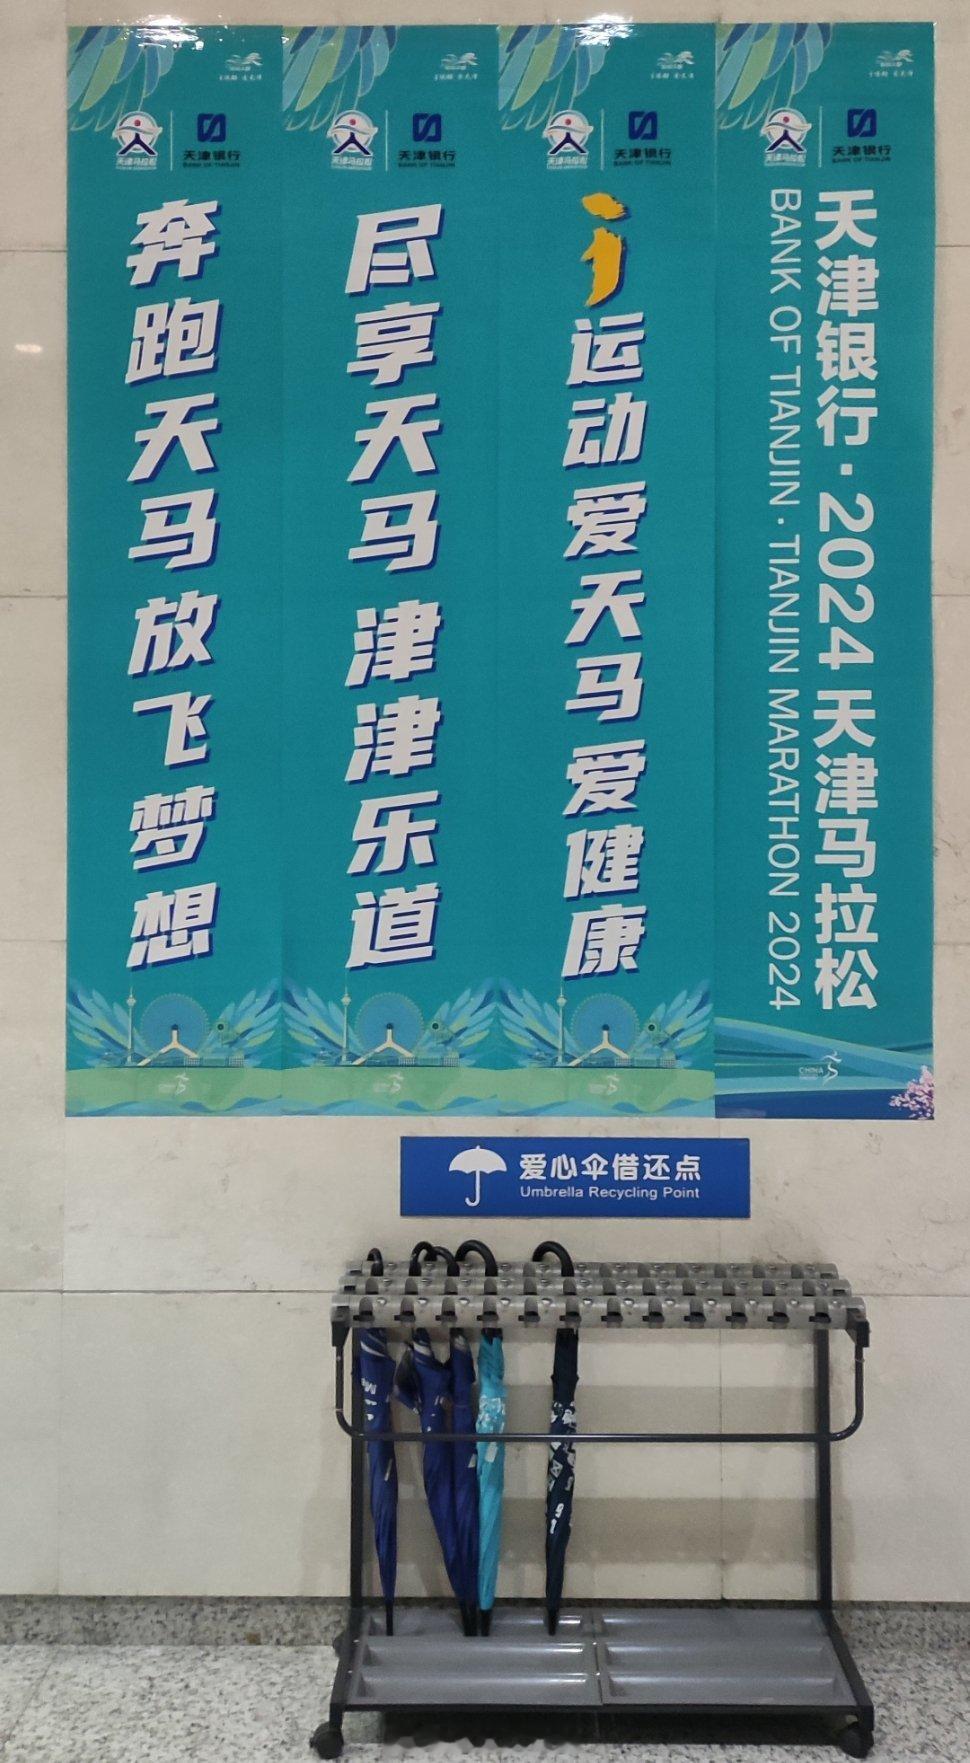 天津马拉松
天津银行
BANK OF TIANJIN
奔跑天马 放飞梦想
天津马拉松
天津银行
BANK OF TIANJIN
尽享天马 津津乐道
天津马拉松
天津银行
BANK OF TIANJIN
i运动 爱天马 爱健康
天津马拉松
天津银行
BANK OF TIANJIN
天津银行·2024天津马拉松
BANK OF TIANJIN·TIANJIN MARATHON 2024
CHINA
爱心伞借还点
Umbrella Recycling Point